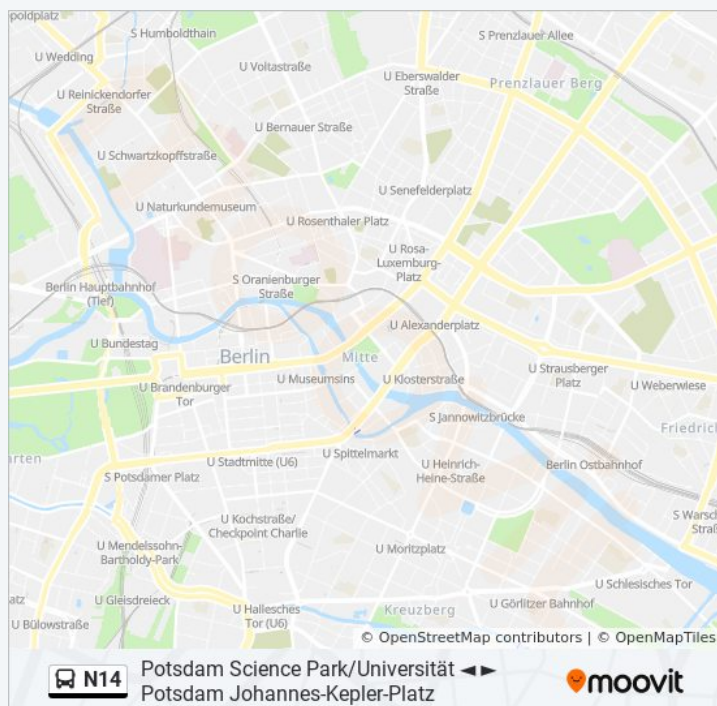 poldplatz
S Humboldthain
S Prenzlauer Allee
U Wedding
U Voltastraße
U Eberswalder
Straße
Prenzlauer Berg
U Reinickendorfer
Straße
U Bernauer Straße
U Schwartzkopffstraße
U Senefelderplatz
U Naturkundemuseum
U Rosenthaler Platz
U Rosa-
Luxemburg-
Platz
S Oranienburger
Straße
Berlin Hauptbahnhof
(Tief)
U Alexanderplatz
U Bundestag
Berlin
Mitte
U Strausberger
Platz
U Museumsins
U Klosterstraße
U Weberwiese
U Brandenburger
Tor
S Jannowitzbrücke
Friedrich
arten
U Spittelmarkt
U Stadtmitte (U6)
S Potsdamer Platz
U Heinrich-
Heine-Straße
Berlin Ostbahnhof
S Warsch
Straß
U Kochstraße/
Checkpoint Charlie
U Mendelssohn-
Bartholdy-Park
U Moritzplatz
U Schlesisches Tor
atz
U Gleisdreieck
U Hallesches
Tor (U6)
Kreuzberg
U Görlitzer Bahnhof
U Bülowstraße
© OpenStreetMap contributors | © OpenMapTiles
N14
Potsdam Science Park/Universität ◄►
Potsdam Johannes-Kepler-Platz
moovit